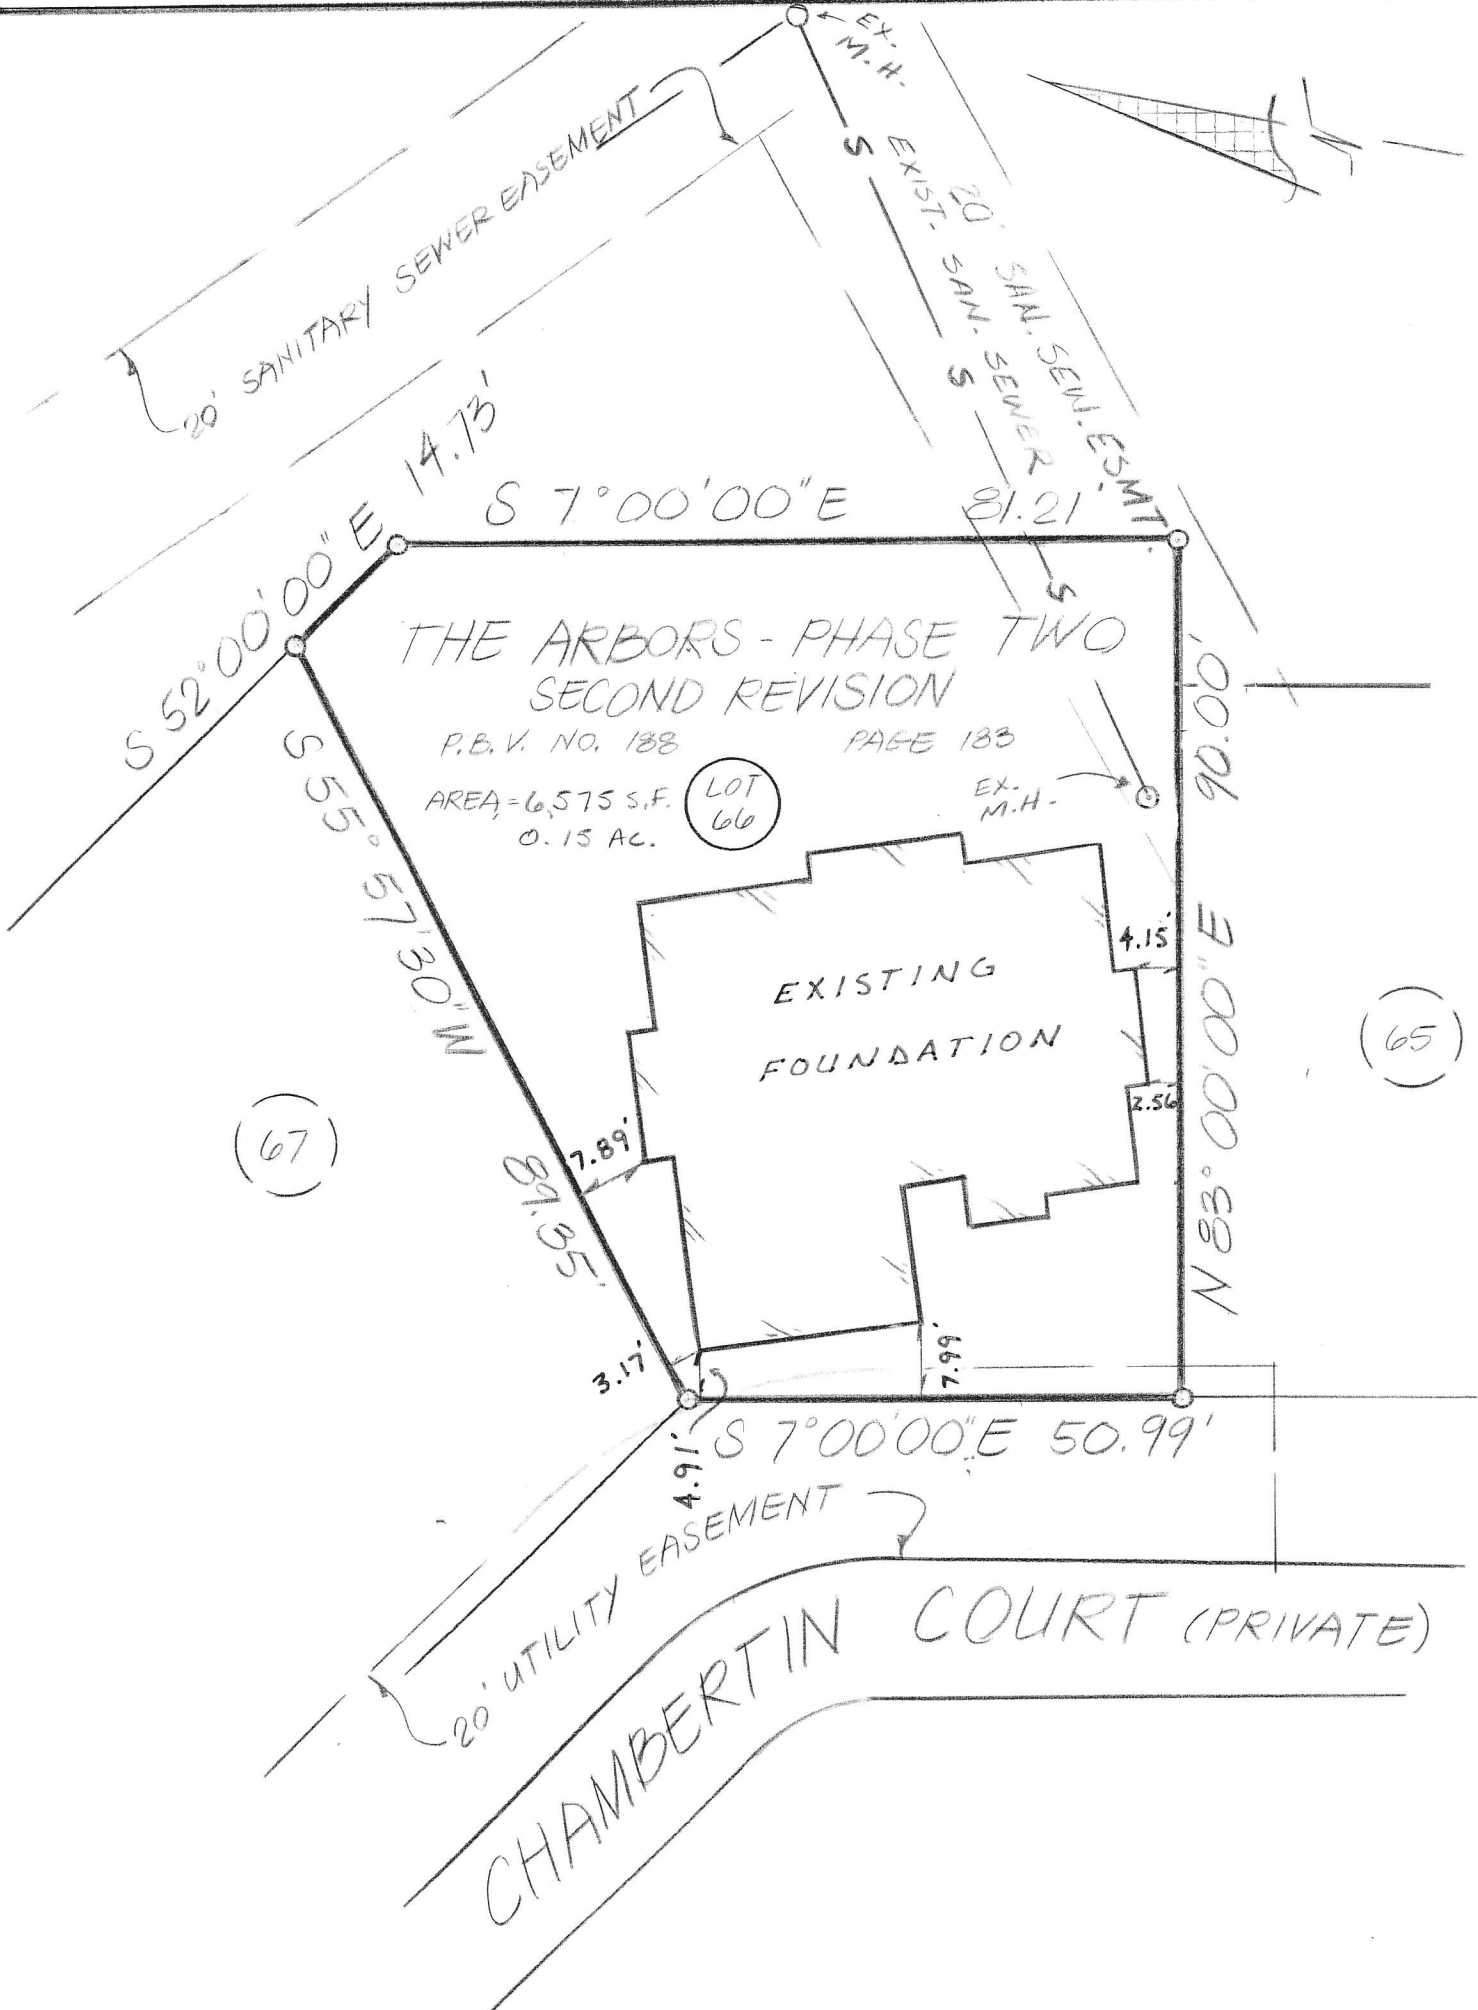 EX.
M.H.
20' SANITARY SEWER EASEMENT
EXIST. SAN. SEWER
20' SAN. SEW. ESMT.
S
S
S
S 52°00'00"E 14.73'
S 7°00'00"E 81.21'
THE ARBORS - PHASE TWO
SECOND REVISION
P.B.V. NO. 188 PAGE 183
AREA = 6,575 S.F.
0.15 AC.
LOT
66
EX.
M.H.
S 55°57'30"W 89.35'
N 83°00'00"E 90.00'
EXISTING
FOUNDATION
4.15'
2.56'
65
67
7.89'
3.17'
4.91'
7.99'
S 7°00'00"E 50.99'
20' UTILITY EASEMENT
CHAMBERTIN COURT (PRIVATE)